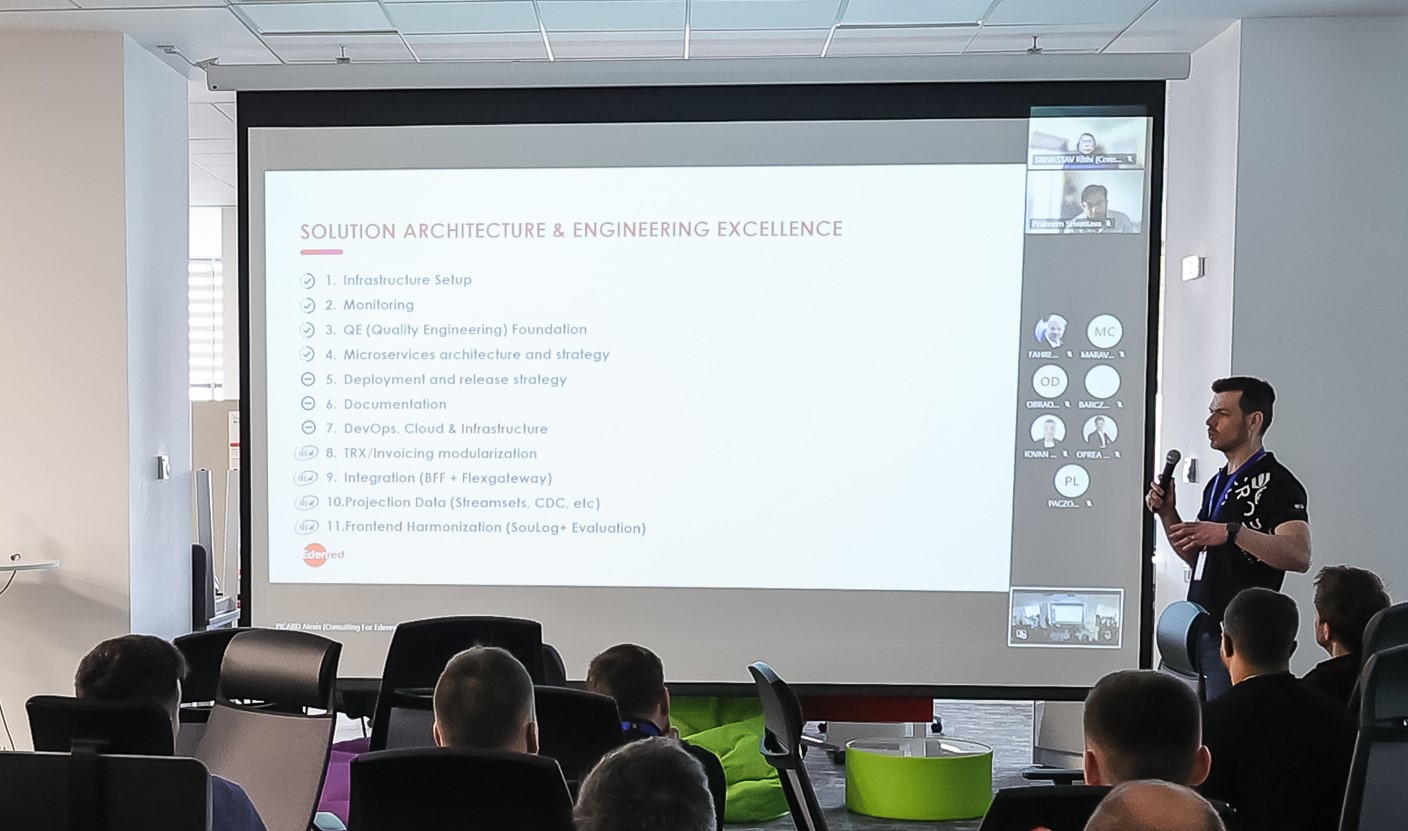 SOLUTION ARCHITECTURE & ENGINEERING EXCELLENCE
1. Infrastructure Setup
2. Monitoring
3. QE (Quality Engineering) Foundation
4. Microservices architecture and strategy
5. Deployment and release strategy
6. Documentation
7. DevOps, Cloud & Infrastructure
8. TRX/Invoicing modularization
9. Integration (BFF + Flexgateway)
10.Projection Data (Streamsets, CDC, etc)
11.Frontend Harmonization (SouLog+ Evaluation)
Edenred
PICARD Alexis (Consulting For Edenre
SRIVASTAV Rishi (Cons...
Srivastava
MC
FAHRE...
MARAV...
OD
OBRAD...
BARCZ...
IOVAN ...
OPREA ...
PL
PACZO...